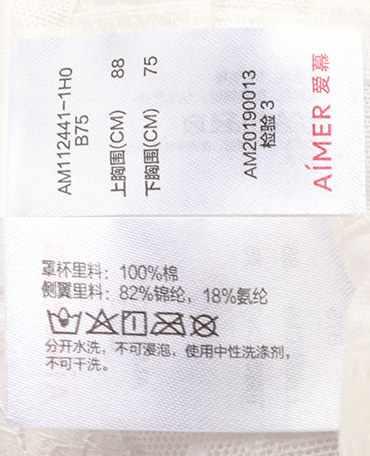 AM112441-1H0
B75
上胸围(CM) 88
下胸围(CM) 75
AM20190013
检验 3
AiMER 爱慕
罩杯里料：100%棉
侧翼里料：82%锦纶，18%氨纶
分开水洗，不可浸泡，使用中性洗涤剂，
不可干洗。